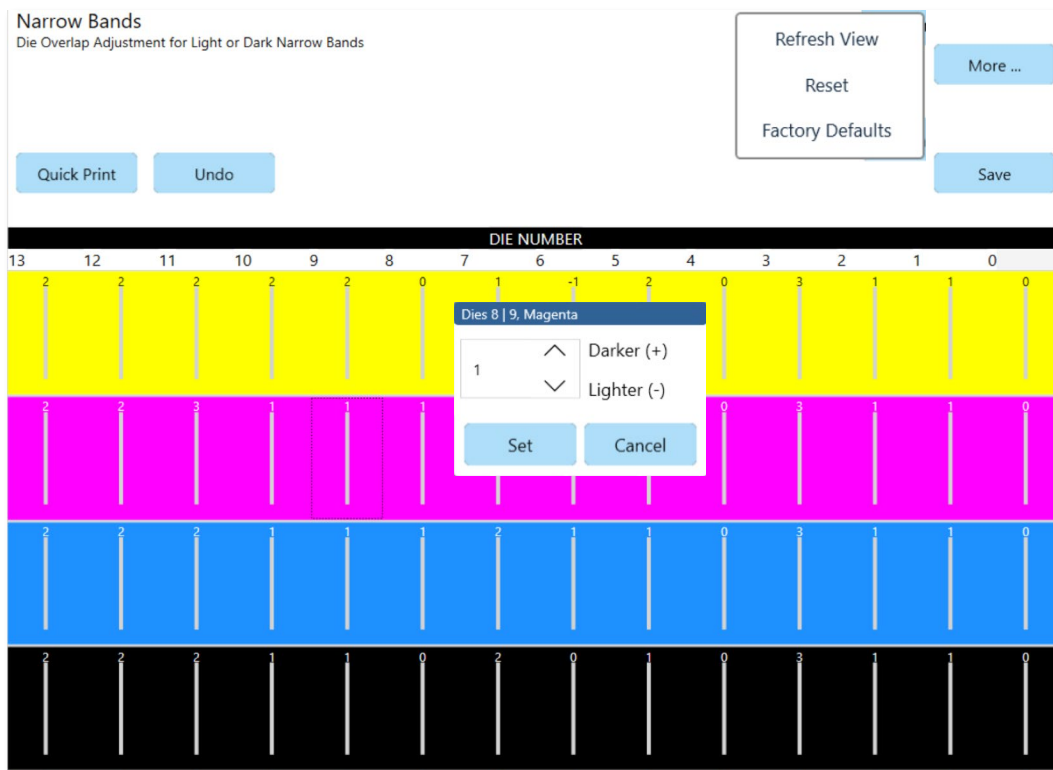 Narrow Bands
Die Overlap Adjustment for Light or Dark Narrow Bands
Refresh View
Reset
Factory Defaults
More ...
Quick Print
Undo
Save
DIE NUMBER
13 12 11 10 9 8 7 6 5 4 3 2 1 0
2 2 2 2 2 0 1 -1 2 0 3 1 1 0
Dies 8 | 9, Magenta
1
Darker (+)
Lighter (-)
Set
Cancel
2 2 3 1 1 1 0 3 1 1 0
2 2 2 1 1 1 2 1 1 0 3 1 1 0
2 2 2 1 1 0 2 0 1 0 3 1 1 0